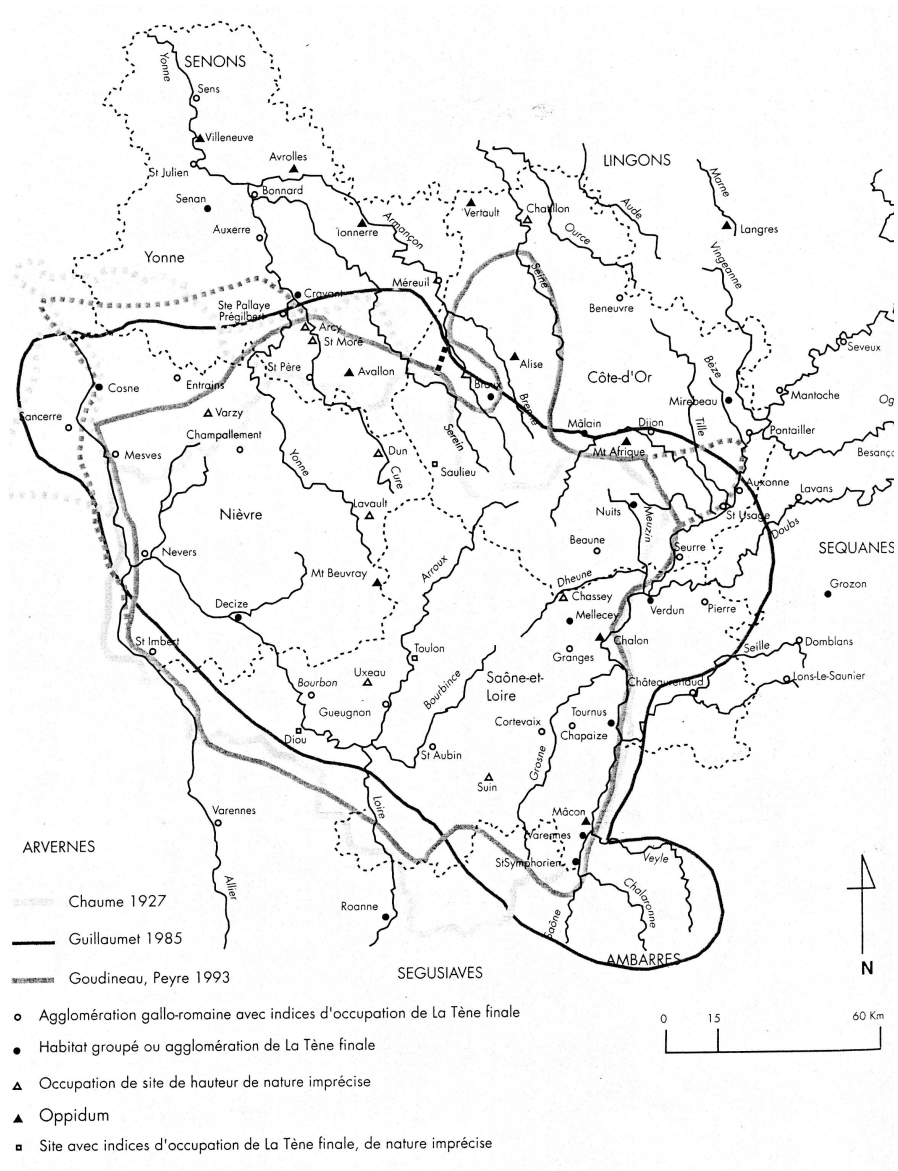 Yonne
SENONS
Sens
Villeneuve
Avrolles
St Julien
Bonnard
Senan
Auxerre
Tonnerre
Armançon
Vertault
Chatillon
LINGONS
Aude
Ource
Marne
Langres
Vingeanne
Yonne
Méreuil
Seine
Beneuvre
Cravant
Ste Pallaye
Prégilbert
Arcy
St Moré
St Père
Avallon
Alise
Côte-d'Or
Bèze
Seveux
Mantoche
Og
Cosne
Entrains
Varzy
Sancerre
Champallement
Mesves
Yonne
Dun
Cure
Serein
Saulieu
Brenne
Mâlain
Mt Afrique
Dijon
Tille
Mirebeau
Pontailler
Besanç
Auxonne
Lavans
St Usage
Doubs
Nièvre
Lavault
Nevers
Mt Beuvray
Arroux
Nuits
Meuzin
Beaune
Seurre
SEQUANES
Grozon
Decize
Dheune
Chassey
Mellecey
Verdun
Pierre
Chalon
Granges
Seille
Domblans
Lons-Le-Saunier
St Imbert
Toulon
Uxeau
Bourbon
Gueugnon
Bourbince
Saône-et-
Loire
Châteaurenaud
Cortevaix
Tournus
Chapaize
Diou
St Aubin
Grosne
Suin
Loire
Varennes
Mâcon
Varennes
St Symphorien
Veyle
Chalaronne
Saône
AMBARRES
ARVERNES
Allier
Roanne
SEGUSIAVES
Chaume 1927
Guillaumet 1985
Goudineau, Peyre 1993
N
0 15 60 Km
Agglomération gallo-romaine avec indices d'occupation de La Tène finale
Habitat groupé ou agglomération de La Tène finale
Occupation de site de hauteur de nature imprécise
Oppidum
Site avec indices d'occupation de La Tène finale, de nature imprécise